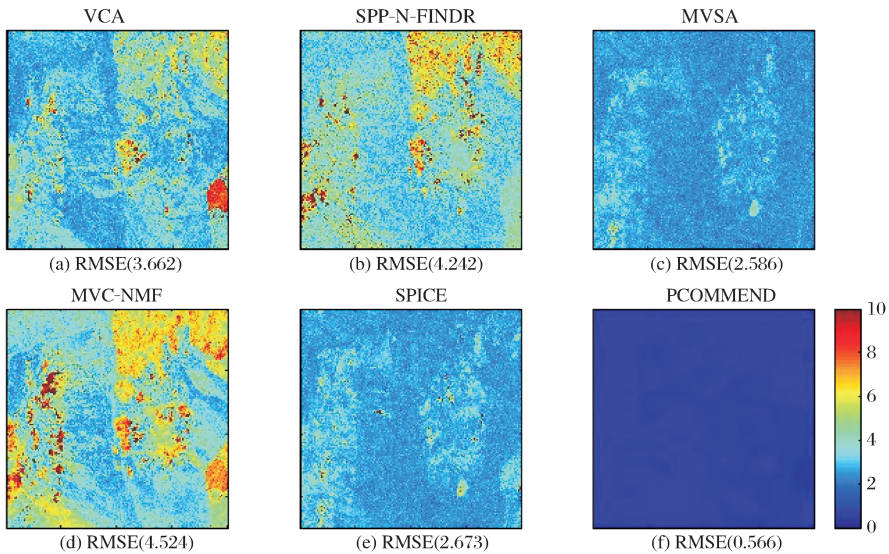 VCA
SPP-N-FINDR
MVSA
(a) RMSE(3.662)
(b) RMSE(4.242)
(c) RMSE(2.586)
MVC-NMF
SPICE
PCOMMEND
10
8
6
4
2
0
(d) RMSE(4.524)
(e) RMSE(2.673)
(f) RMSE(0.566)